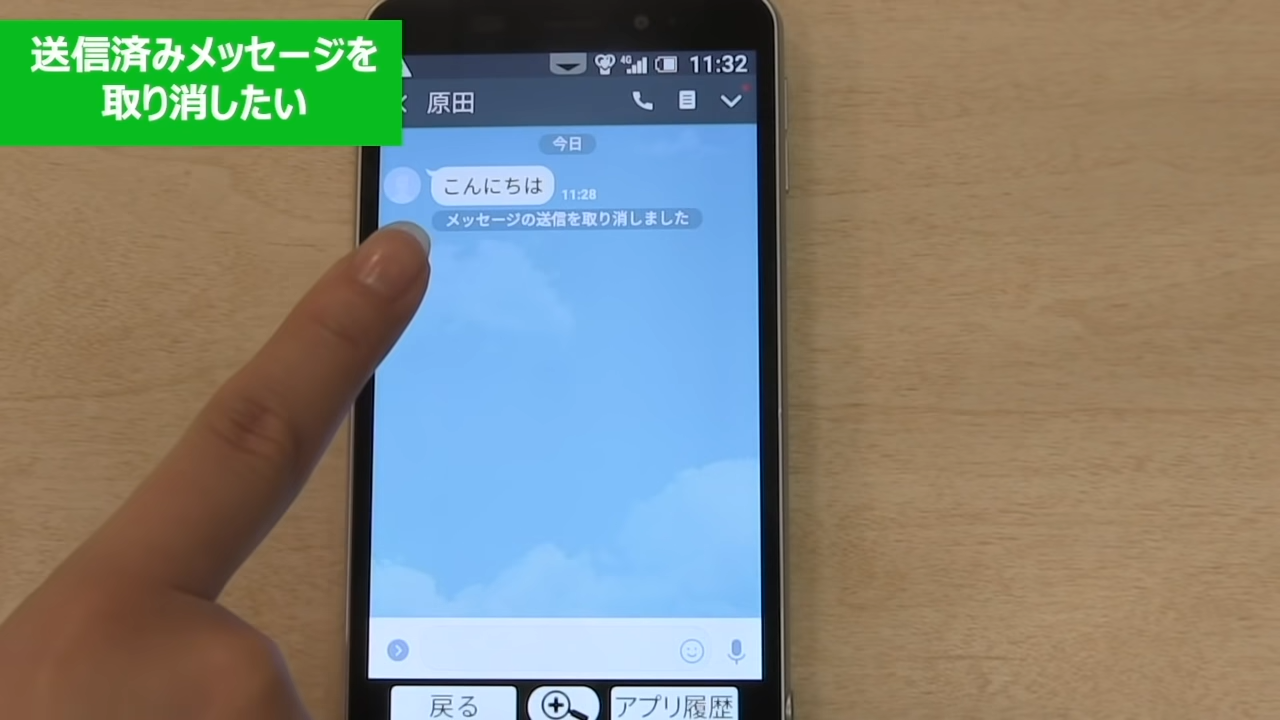 送信済みメッセージを
取り消したい
4G 11:32
原田
今日
こんにちは
11:28
メッセージの送信を取り消しました
戻る
アプリ履歴